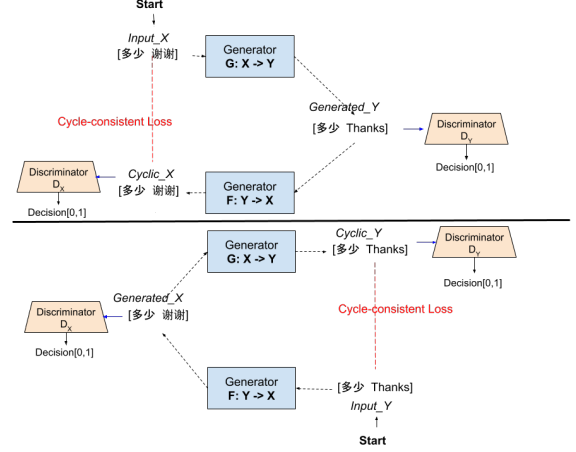 Start
Input_X
[多少 谢谢]
Generator
G: X -> Y
Generated_Y
[多少 Thanks]
Discriminator
D_Y
Decision[0,1]
Cycle-consistent Loss
Discriminator
D_X
Decision[0,1]
Cyclic_X
[多少 谢谢]
Generator
F: Y -> X
Generator
G: X -> Y
Cyclic_Y
[多少 Thanks]
Discriminator
D_Y
Decision[0,1]
Generated_X
[多少 谢谢]
Discriminator
D_X
Decision[0,1]
Cycle-consistent Loss
Generator
F: Y -> X
[多少 Thanks]
Input_Y
Start